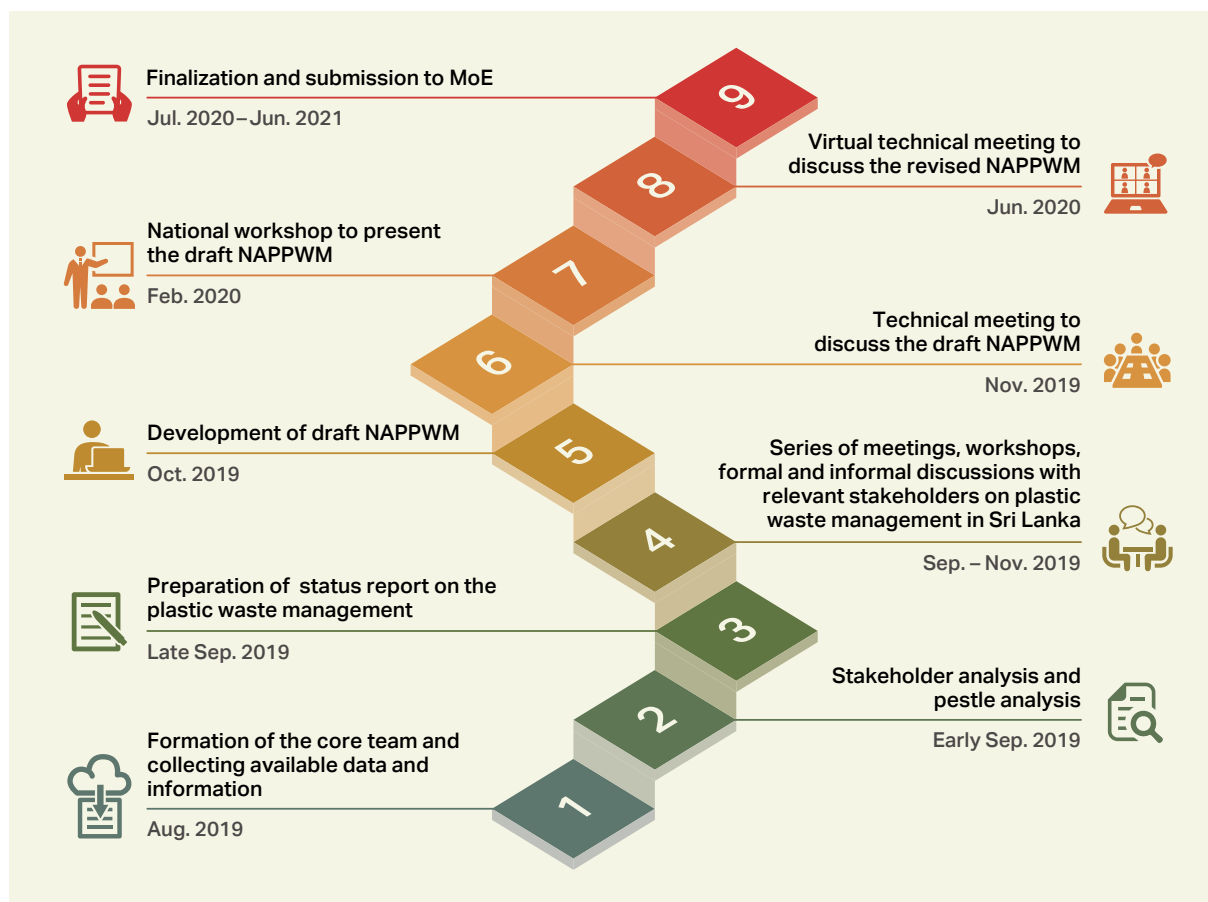 Finalization and submission to MoE
Jul. 2020–Jun. 2021
9
Virtual technical meeting to
discuss the revised NAPPWM
Jun. 2020
8
National workshop to present
the draft NAPPWM
Feb. 2020
7
Technical meeting to
discuss the draft NAPPWM
Nov. 2019
6
Development of draft NAPPWM
Oct. 2019
5
Series of meetings, workshops,
formal and informal discussions with
relevant stakeholders on plastic
waste management in Sri Lanka
Sep. – Nov. 2019
4
Preparation of status report on the
plastic waste management
Late Sep. 2019
3
Stakeholder analysis and
pestle analysis
Early Sep. 2019
2
Formation of the core team and
collecting available data and
information
Aug. 2019
1